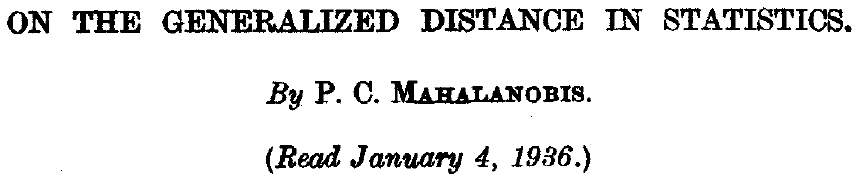 ON THE GENERALIZED DISTANCE IN STATISTICS.
By P. C. MAHALANOBIS.
(Read January 4, 1936.)